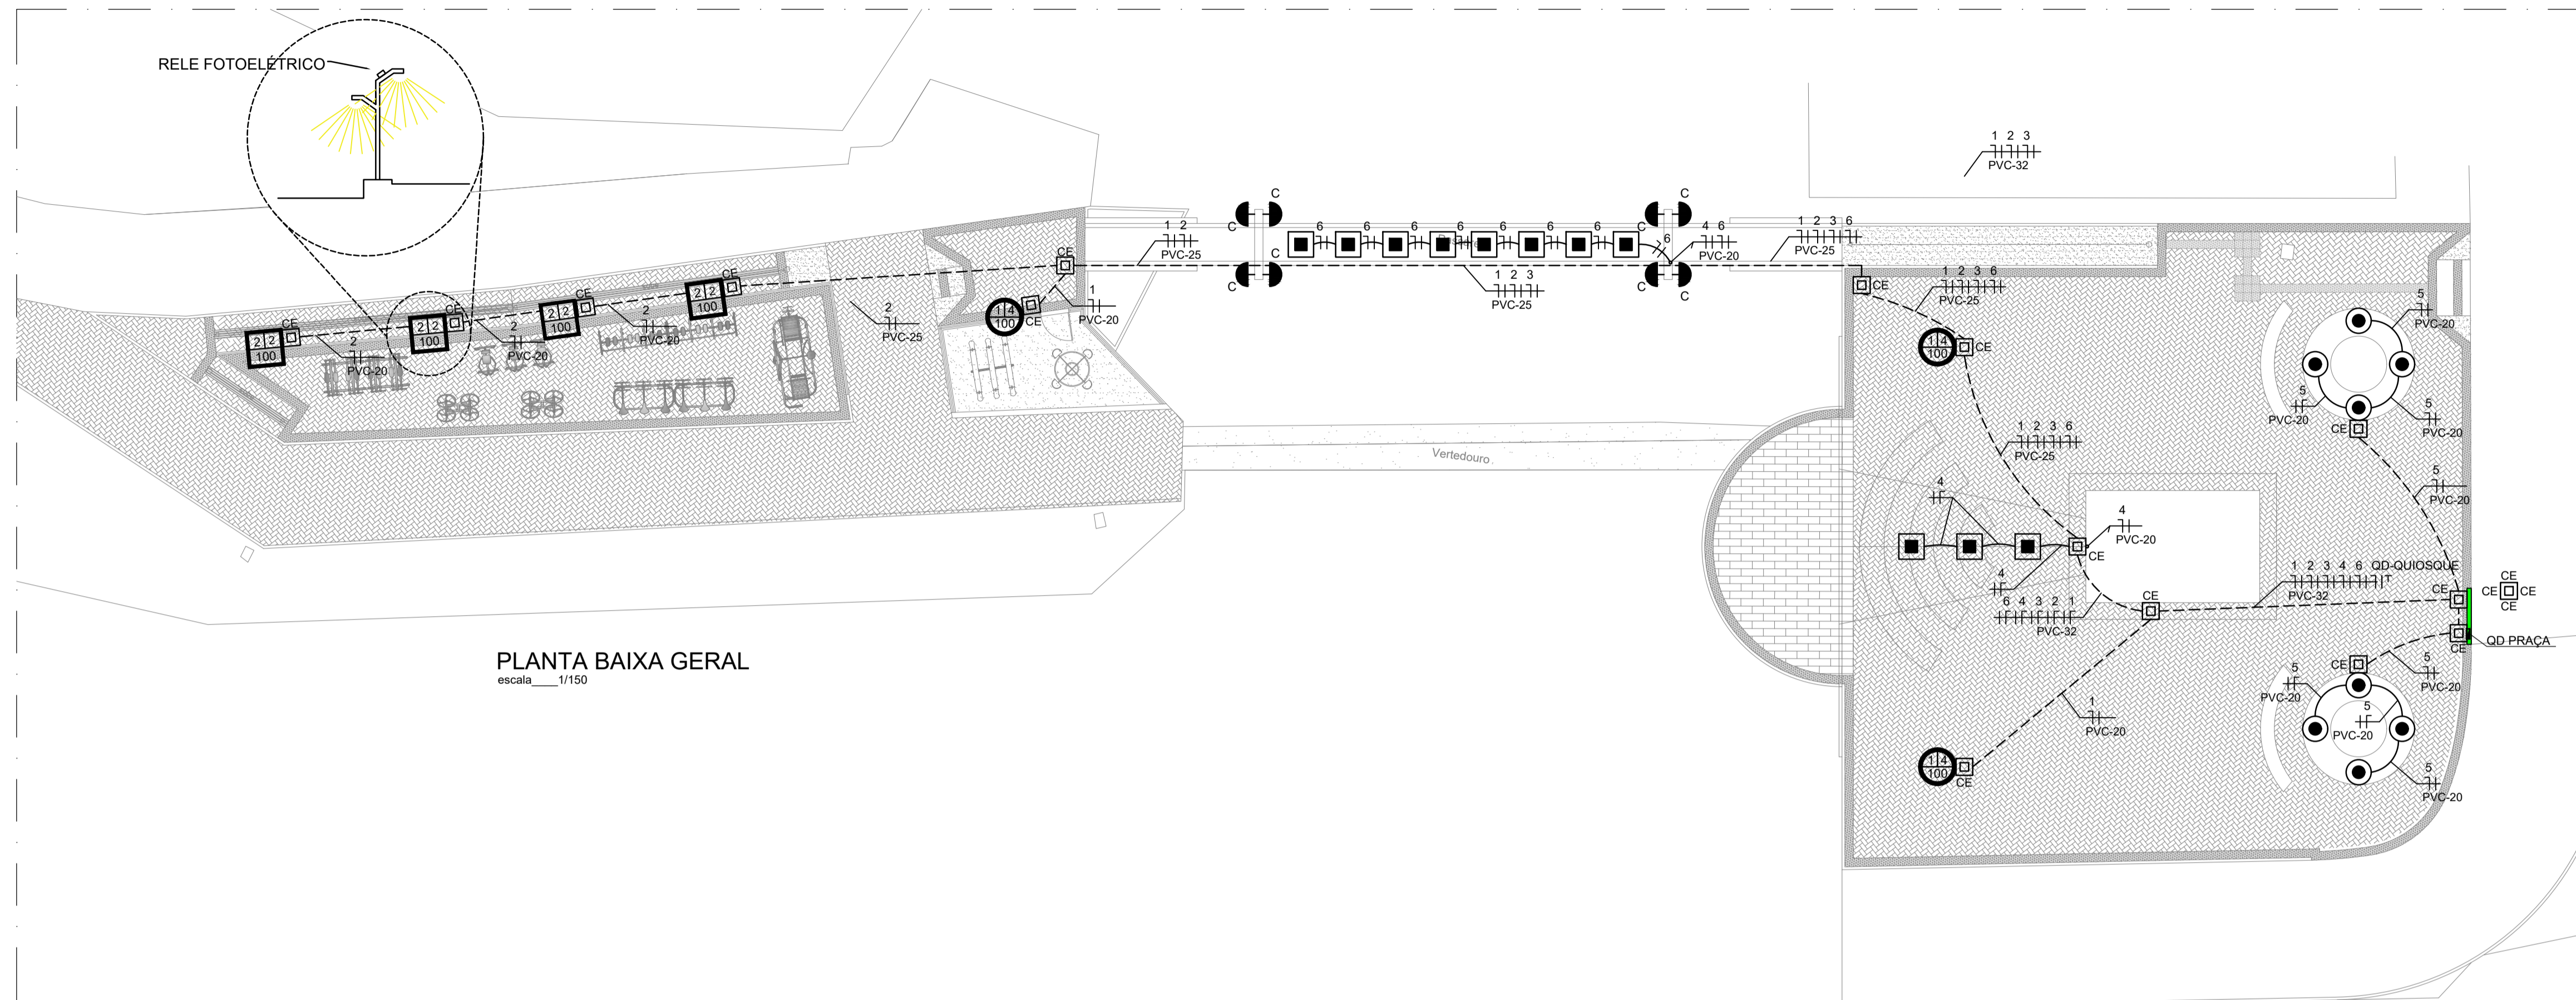 RELE FOTOELÉTRICO
1 2 3
PVC-32
C
C
C
C
C
C
C
C
1 2
PVC-25
6
6
6
6
6
6
6
6
4 6
PVC-20
1 2 3 6
PVC-25
1 2 3
PVC-25
CE
CE
CE
CE
CE
CE
2 2
100
2 2
100
2 2
100
2 2
100
2
PVC-20
2
PVC-20
2
PVC-20
2
PVC-25
1 4
100
1
PVC-20
CE
1 2 3 6
PVC-25
1 4
100
CE
1 2 3 6
PVC-25
5
PVC-20
5
PVC-20
5
PVC-20
CE
5
PVC-20
Vertedouro
4
4
PVC-20
CE
4
6 4 3 2 1
PVC-32
CE
1 2 3 4 6 QD-QUIOSQUE
PVC-32
CE
CE
CE
CE
CE
CE
QD PRAÇA
PLANTA BAIXA GERAL
escala____1/150
CE
5
PVC-20
5
PVC-20
5
PVC-20
5
PVC-20
1
PVC-20
1 4
100
CE